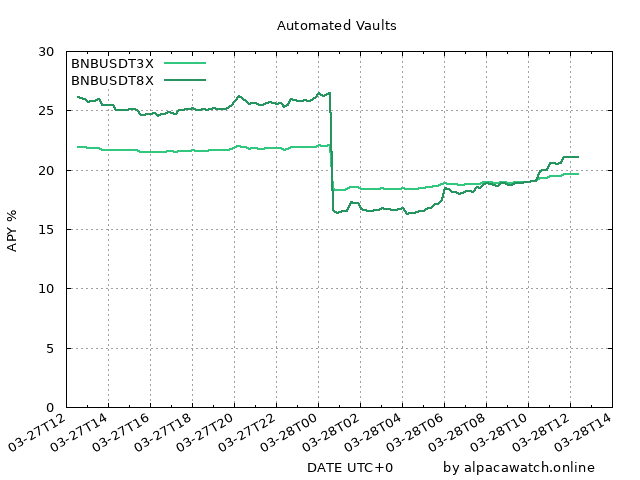 Automated Vaults
BNBUSDT3X
BNBUSDT8X
30
25
20
15
10
5
0
APY %
03-27T12
03-27T14
03-27T16
03-27T18
03-27T20
03-27T22
03-28T00
03-28T02
03-28T04
03-28T06
03-28T08
03-28T10
03-28T12
03-28T14
DATE UTC+0
by alpacawatch.online